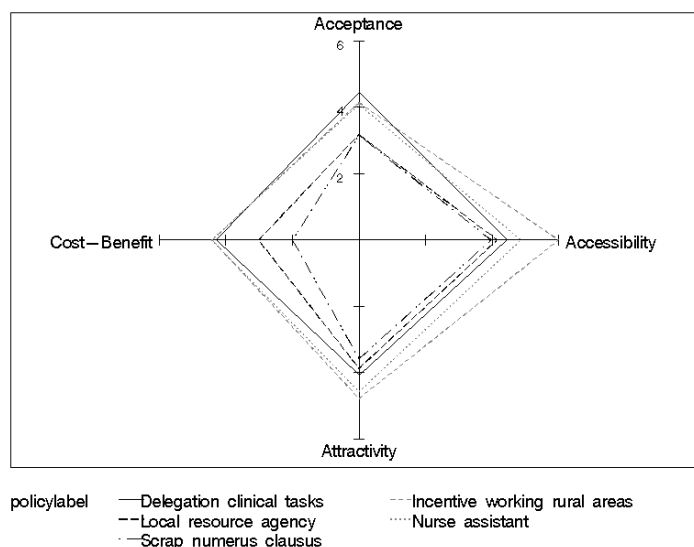 Acceptance
6
4
2
Cost—Benefit
Accessibility
Attractivity
policylabel
Delegation clinical tasks
Incentive working rural areas
Local resource agency
Nurse assistant
Scrap numerus clausus